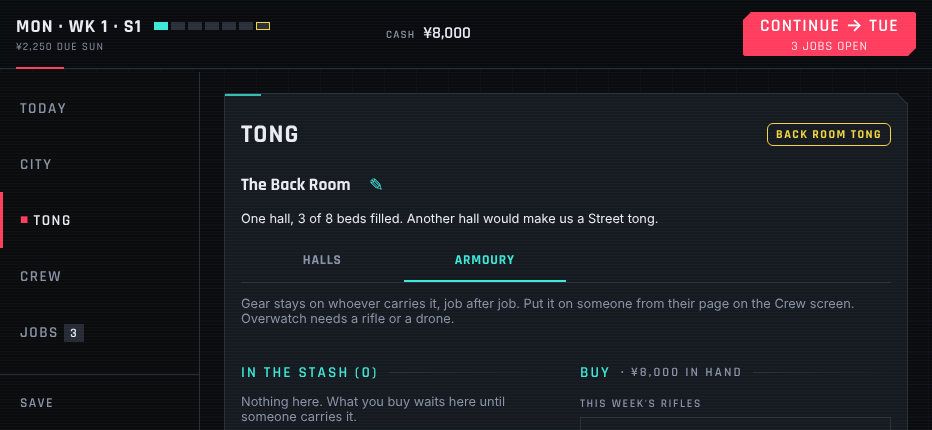 MON · WK 1 · S1
¥2,250 DUE SUN
CASH ¥8,000
CONTINUE → TUE
3 JOBS OPEN
TODAY
CITY
TONG
CREW
JOBS 3
SAVE
TONG
BACK ROOM TONG
The Back Room ✎
One hall, 3 of 8 beds filled. Another hall would make us a Street tong.
HALLS
ARMOURY
Gear stays on whoever carries it, job after job. Put it on someone from their page on the Crew screen.
Overwatch needs a rifle or a drone.
IN THE STASH (0)
Nothing here. What you buy waits here until
someone carries it.
BUY · ¥8,000 IN HAND
THIS WEEK'S RIFLES